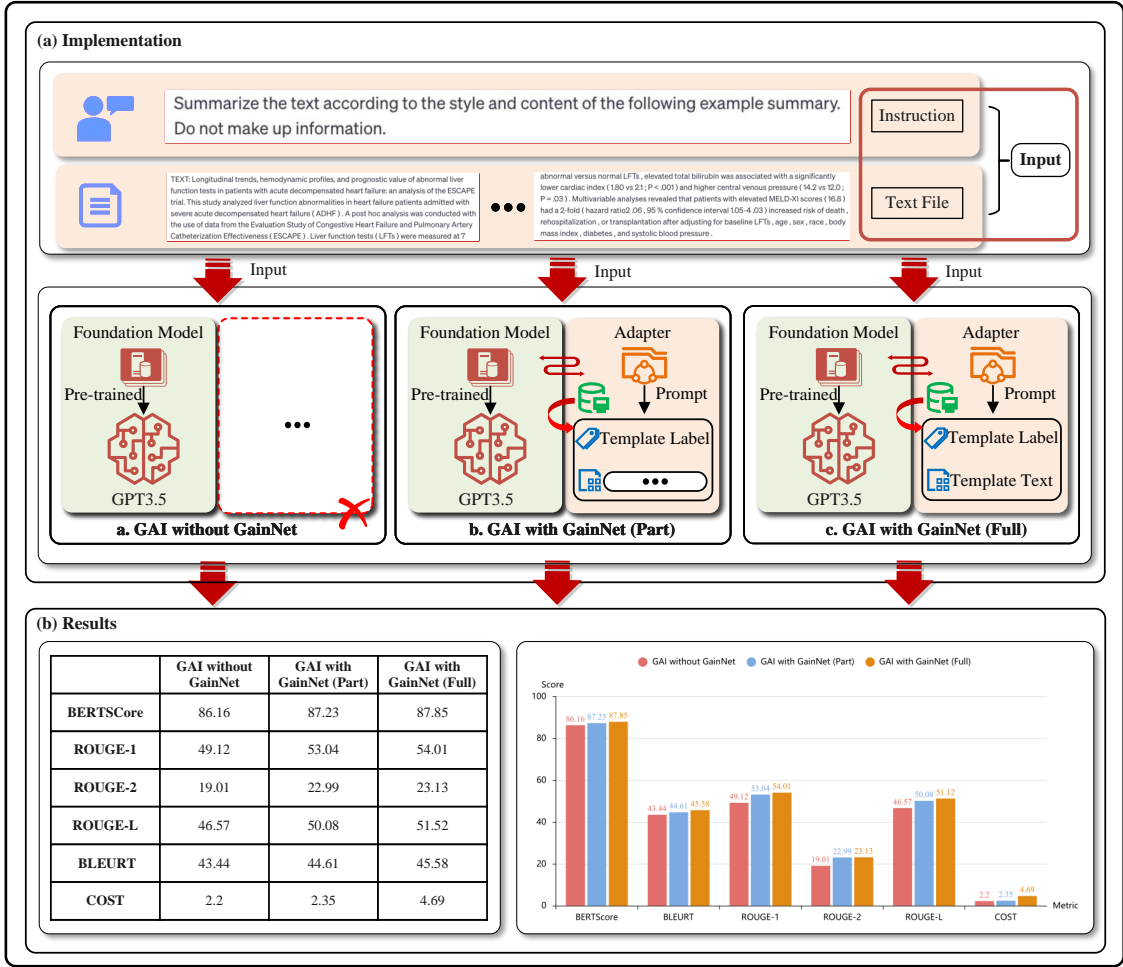 (a) Implementation
Summarize the text according to the style and content of the following example summary.
Do not make up information.
Instruction
Input
TEXT: Longitudinal trends, hemodynamic profiles, and prognostic value of abnormal liver
function tests in patients with acute decompensated heart failure: an analysis of the ESCAPE
trial. This study analyzed liver function abnormalities in heart failure patients admitted with
severe acute decompensated heart failure ( ADHF ) . A post hoc analysis was conducted with
the use of data from the Evaluation Study of Congestive Heart Failure and Pulmonary Artery
Catheterization Effectiveness ( ESCAPE ) . Liver function tests ( LFTs ) were measured at 7
•••
abnormal versus normal LFTs , elevated total bilirubin was associated with a significantly
lower cardiac index ( 1.80 vs 2.1 ; P < .001 ) and higher central venous pressure ( 14.2 vs 12.0 ;
P = .03 ) . Multivariable analyses revealed that patients with elevated MELD-XI scores ( 16.8 )
had a 2-fold ( hazard ratio2 .06 , 95 % confidence interval 1.05-4 .03 ) increased risk of death ,
rehospitalization , or transplantation after adjusting for baseline LFTs , age , sex , race , body
mass index , diabetes , and systolic blood pressure .
Text File
Input
Input
Input
Foundation Model
Pre-trained
GPT3.5
•••
a. GAI without GainNet
Foundation Model
Adapter
Pre-trained
Prompt
Template Label
•••
GPT3.5
b. GAI with GainNet (Part)
Foundation Model
Adapter
Pre-trained
Prompt
Template Label
Template Text
GPT3.5
c. GAI with GainNet (Full)
(b) Results
GAI without GainNet GAI with GainNet (Part) GAI with GainNet (Full)
BERTSCore 86.16 87.23 87.85
ROUGE-1 49.12 53.04 54.01
ROUGE-2 19.01 22.99 23.13
ROUGE-L 46.57 50.08 51.52
BLEURT 43.44 44.61 45.58
COST 2.2 2.35 4.69
GAI without GainNet GAI with GainNet (Part) GAI with GainNet (Full)
Score
100
80
60
40
20
0
86.16 87.23 87.85
43.44 44.61 45.58
49.12 53.04 54.01
19.01 22.99 23.13
46.57 50.08 51.12
2.2 2.35 4.69
BERTScore BLEURT ROUGE-1 ROUGE-2 ROUGE-L COST
Metric